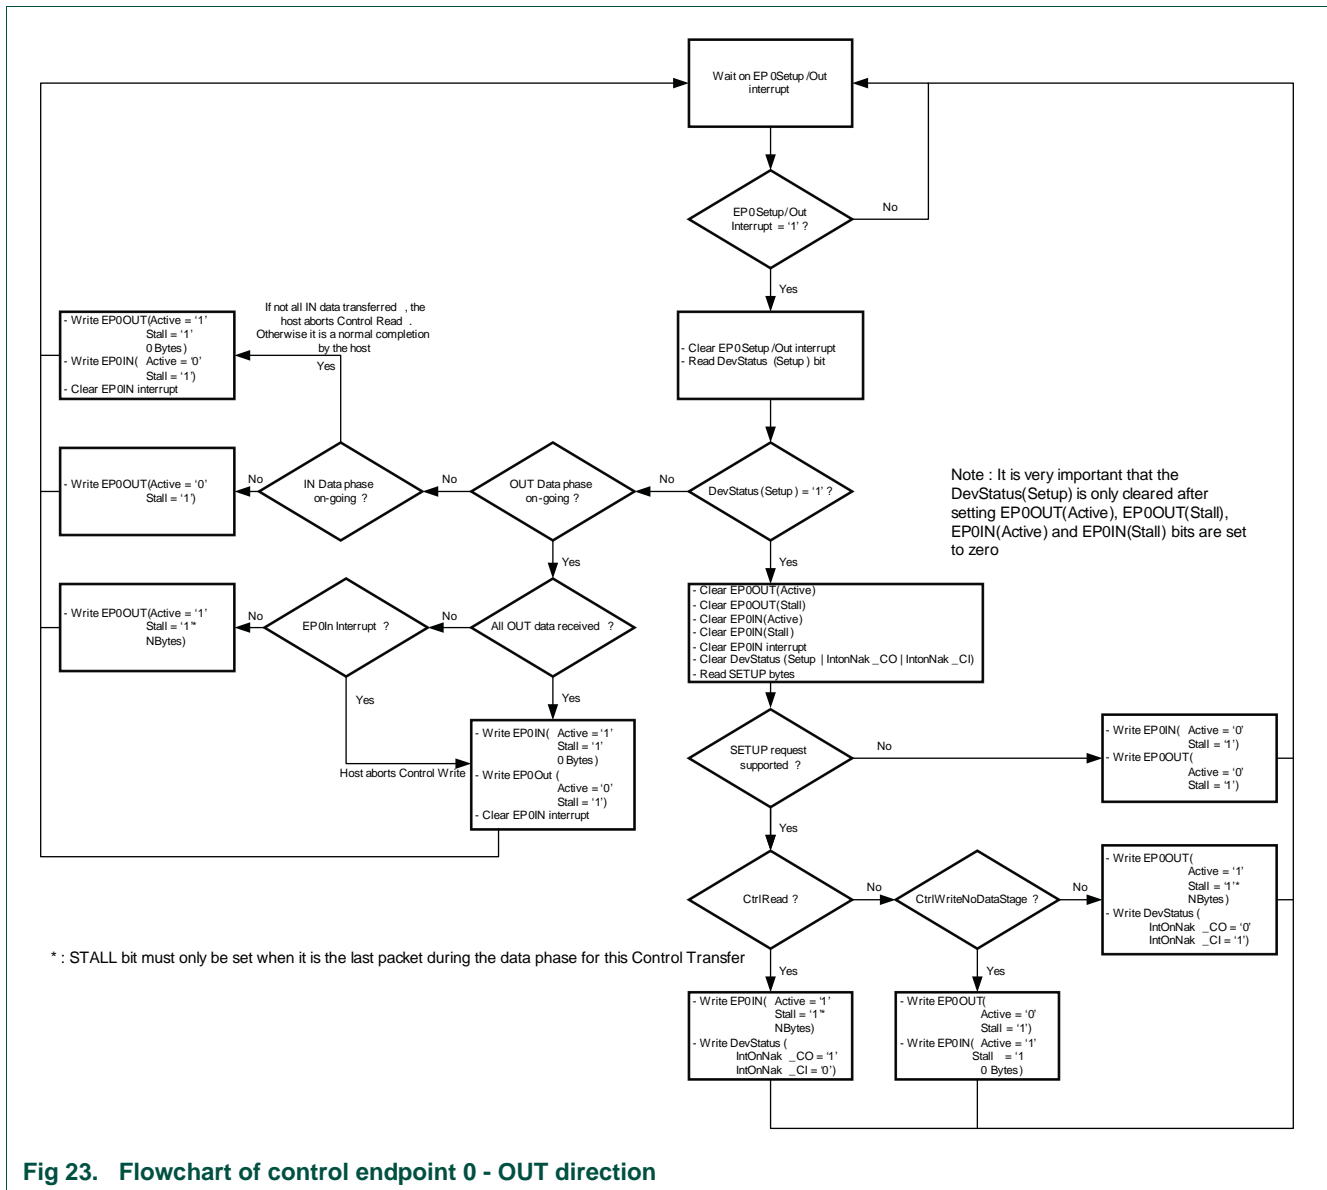 Wait on EP0Setup/Out
interrupt
EP0Setup/Out
Interrupt = '1' ?
No
Yes
- Clear EP0Setup/Out interrupt
- Read DevStatus (Setup) bit
If not all IN data transferred , the
host aborts Control Read .
Otherwise it is a normal completion
by the host
Yes
- Write EP0OUT(Active = '1'
Stall = '1'
0 Bytes)
- Write EP0IN( Active = '0'
Stall = '1')
- Clear EP0IN interrupt
- Write EP0OUT(Active = '0'
Stall = '1')
No
IN Data phase
on-going ?
No
OUT Data phase
on-going ?
No
DevStatus (Setup) = '1' ?
Note : It is very important that the
DevStatus(Setup) is only cleared after
setting EP0OUT(Active), EP0OUT(Stall),
EP0IN(Active) and EP0IN(Stall) bits are set
to zero
Yes
Yes
- Write EP0OUT(Active = '1'
Stall = '1'*
NBytes)
No
EP0In Interrupt ?
No
All OUT data received ?
- Clear EP0OUT(Active)
- Clear EP0OUT(Stall)
- Clear EP0IN(Active)
- Clear EP0IN(Stall)
- Clear EP0IN interrupt
- Clear DevStatus (Setup | IntonNak _CO | IntonNak _CI)
- Read SETUP bytes
Yes
Yes
Host aborts Control Write
- Write EP0IN( Active = '1'
Stall = '1'
0 Bytes)
- Write EP0Out (
Active = '0'
Stall = '1')
- Clear EP0IN interrupt
SETUP request
supported ?
No
- Write EP0IN( Active = '0'
Stall = '1')
- Write EP0OUT(
Active = '0'
Stall = '1')
Yes
CtrlRead ?
No
CtrlWriteNoDataStage ?
No
- Write EP0OUT(
Active = '1'
Stall = '1'*
NBytes)
- Write DevStatus (
IntOnNak _CO = '0'
IntOnNak _CI = '1')
* : STALL bit must only be set when it is the last packet during the data phase for this Control Transfer
Yes
Yes
- Write EP0IN( Active = '1'
Stall = '1'*
NBytes)
- Write DevStatus (
IntOnNak _CO = '1'
IntOnNak _CI = '0')
- Write EP0OUT(
Active = '0'
Stall = '1')
- Write EP0IN( Active = '1'
Stall = '1
0 Bytes)
Fig 23. Flowchart of control endpoint 0 - OUT direction